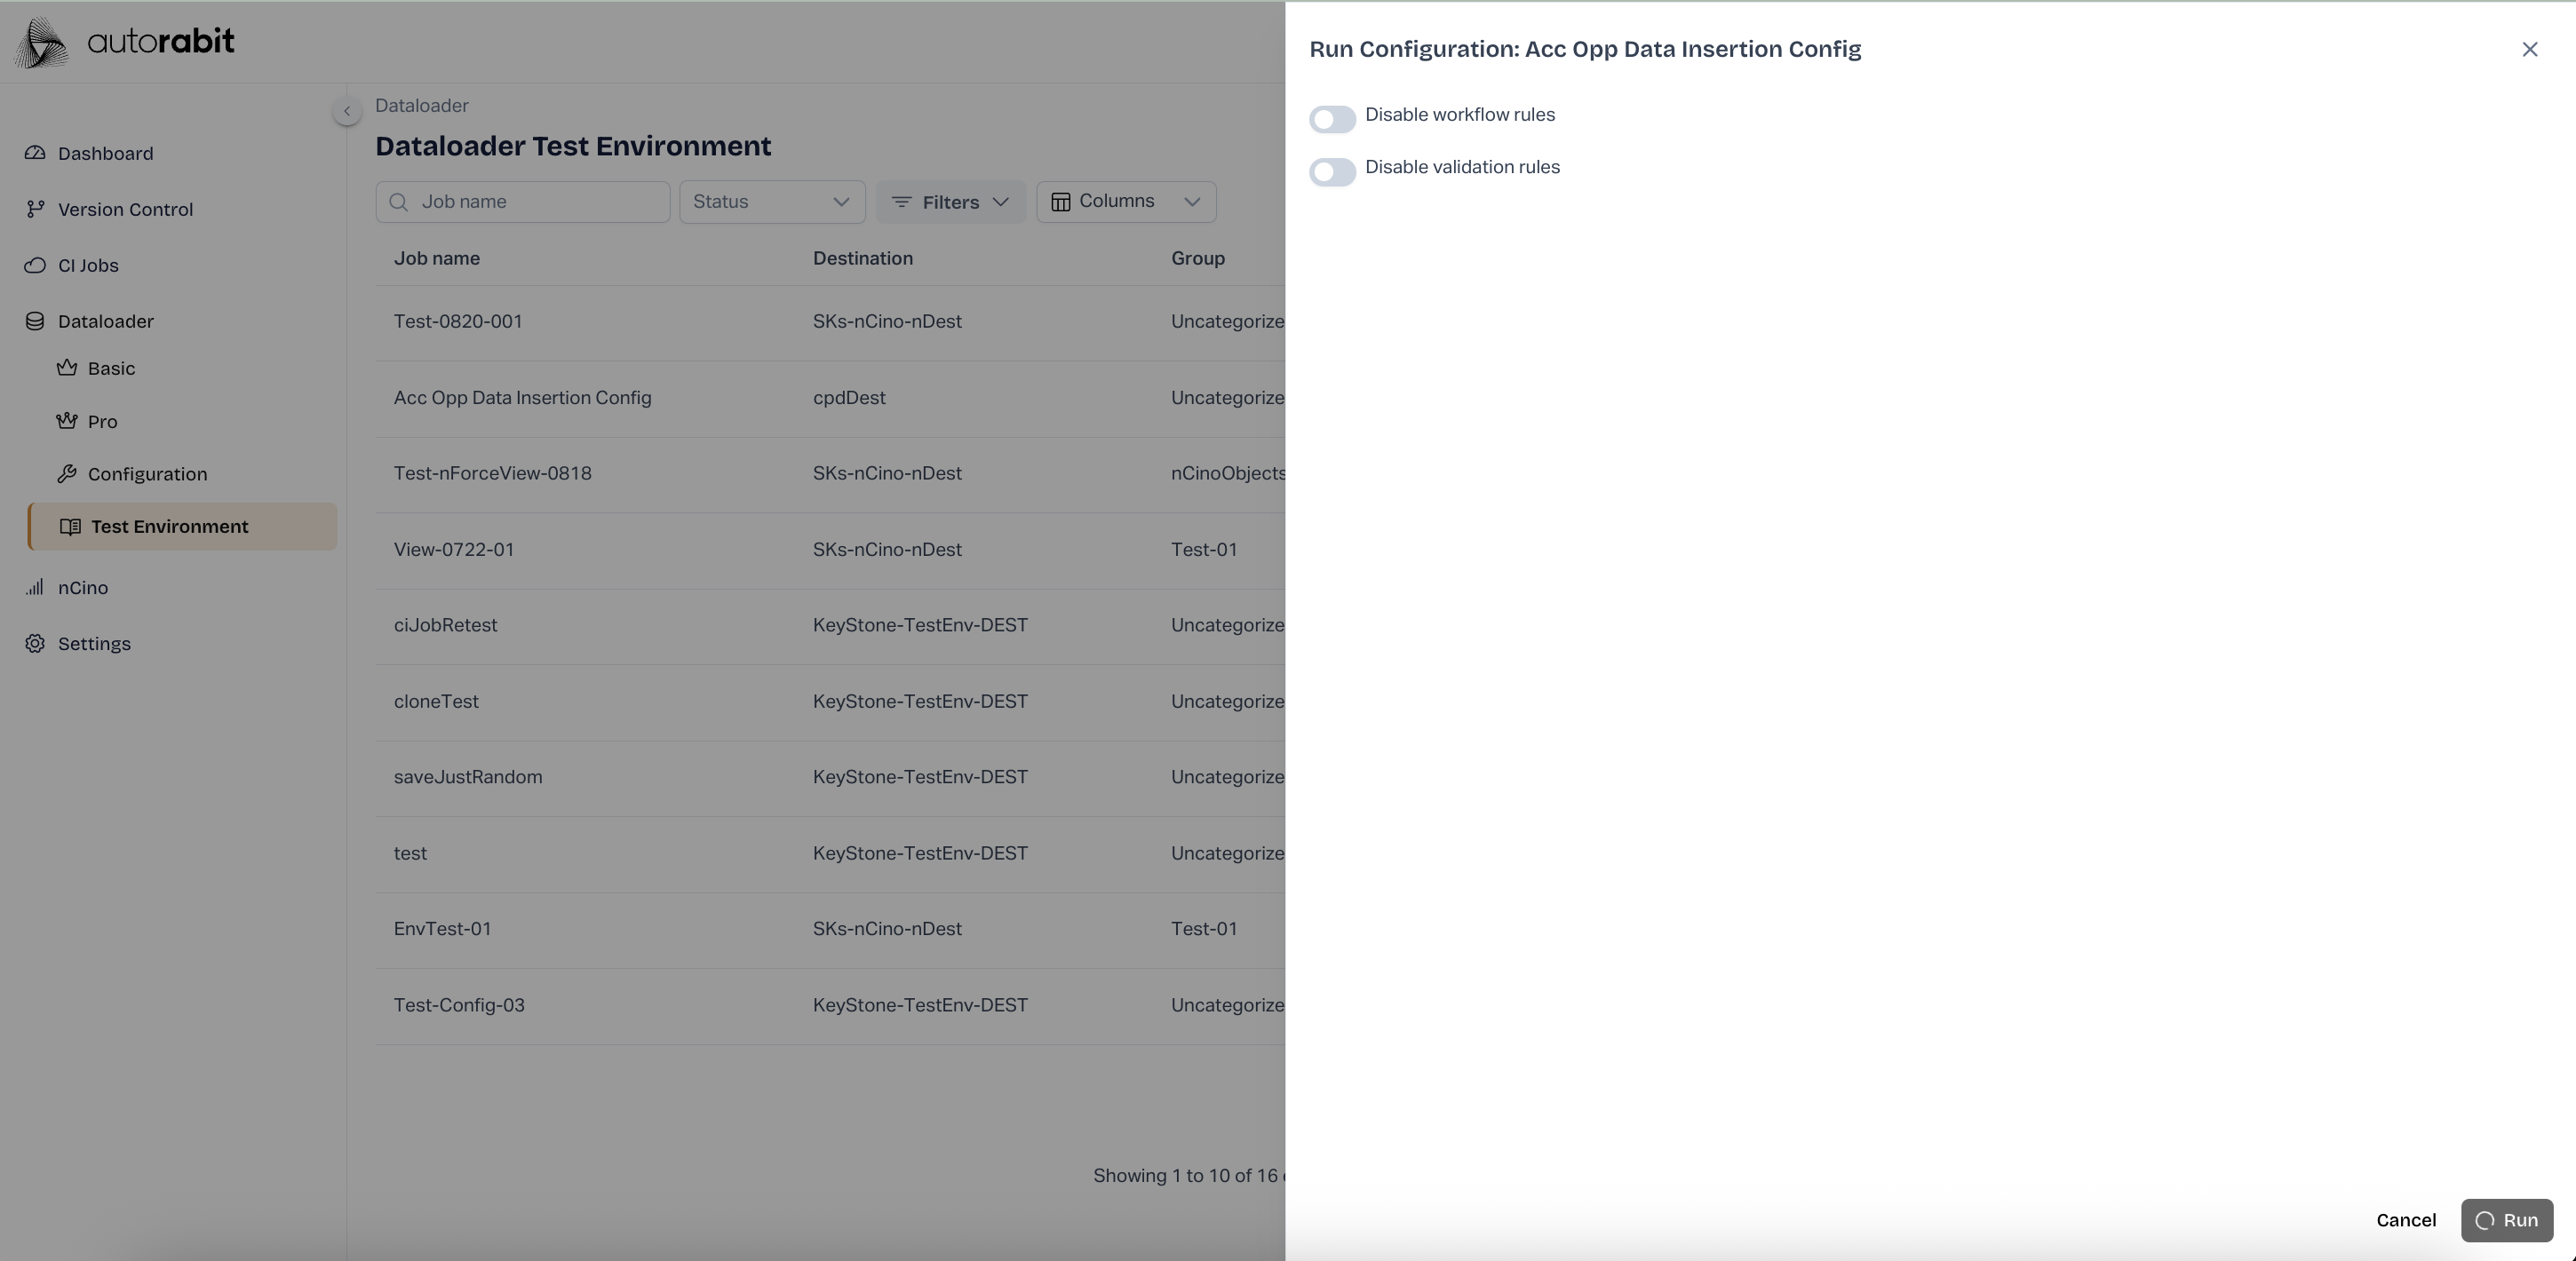 autorabit
Dashboard
Version Control
CI Jobs
Dataloader
Basic
Pro
Configuration
Test Environment
nCino
Settings
Dataloader
Dataloader Test Environment
Job name
Status
Filters
Columns
Job name Destination Group
Test-0820-001 SKs-nCino-nDest Uncategorize
Acc Opp Data Insertion Config cpdDest Uncategorize
Test-nForceView-0818 SKs-nCino-nDest nCinoObjects
View-0722-01 SKs-nCino-nDest Test-01
ciJobRetest KeyStone-TestEnv-DEST Uncategorize
cloneTest KeyStone-TestEnv-DEST Uncategorize
saveJustRandom KeyStone-TestEnv-DEST Uncategorize
test KeyStone-TestEnv-DEST Uncategorize
EnvTest-01 SKs-nCino-nDest Test-01
Test-Config-03 KeyStone-TestEnv-DEST Uncategorize
Showing 1 to 10 of 16
Run Configuration: Acc Opp Data Insertion Config
Disable workflow rules
Disable validation rules
Cancel
Run